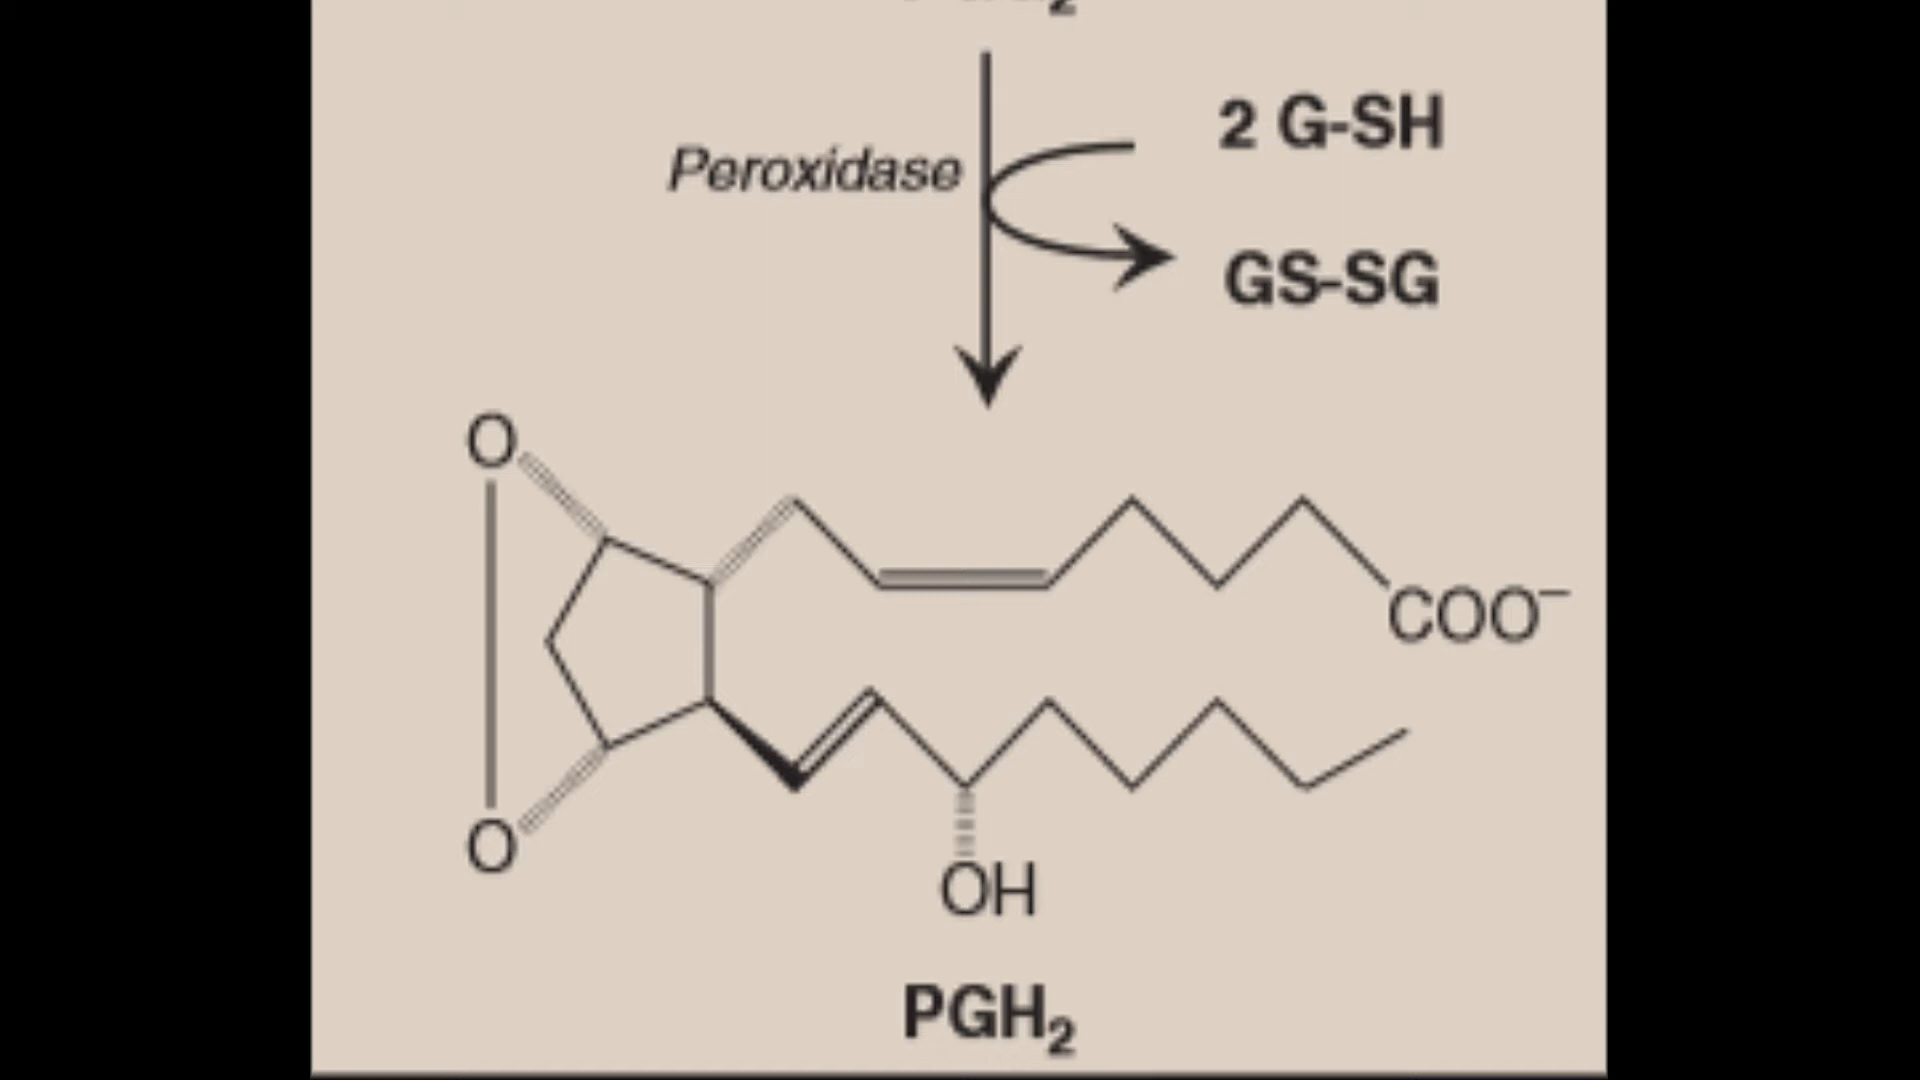 2 G-SH
Peroxidase
GS-SG
O
COO⁻
O
OH
PGH₂